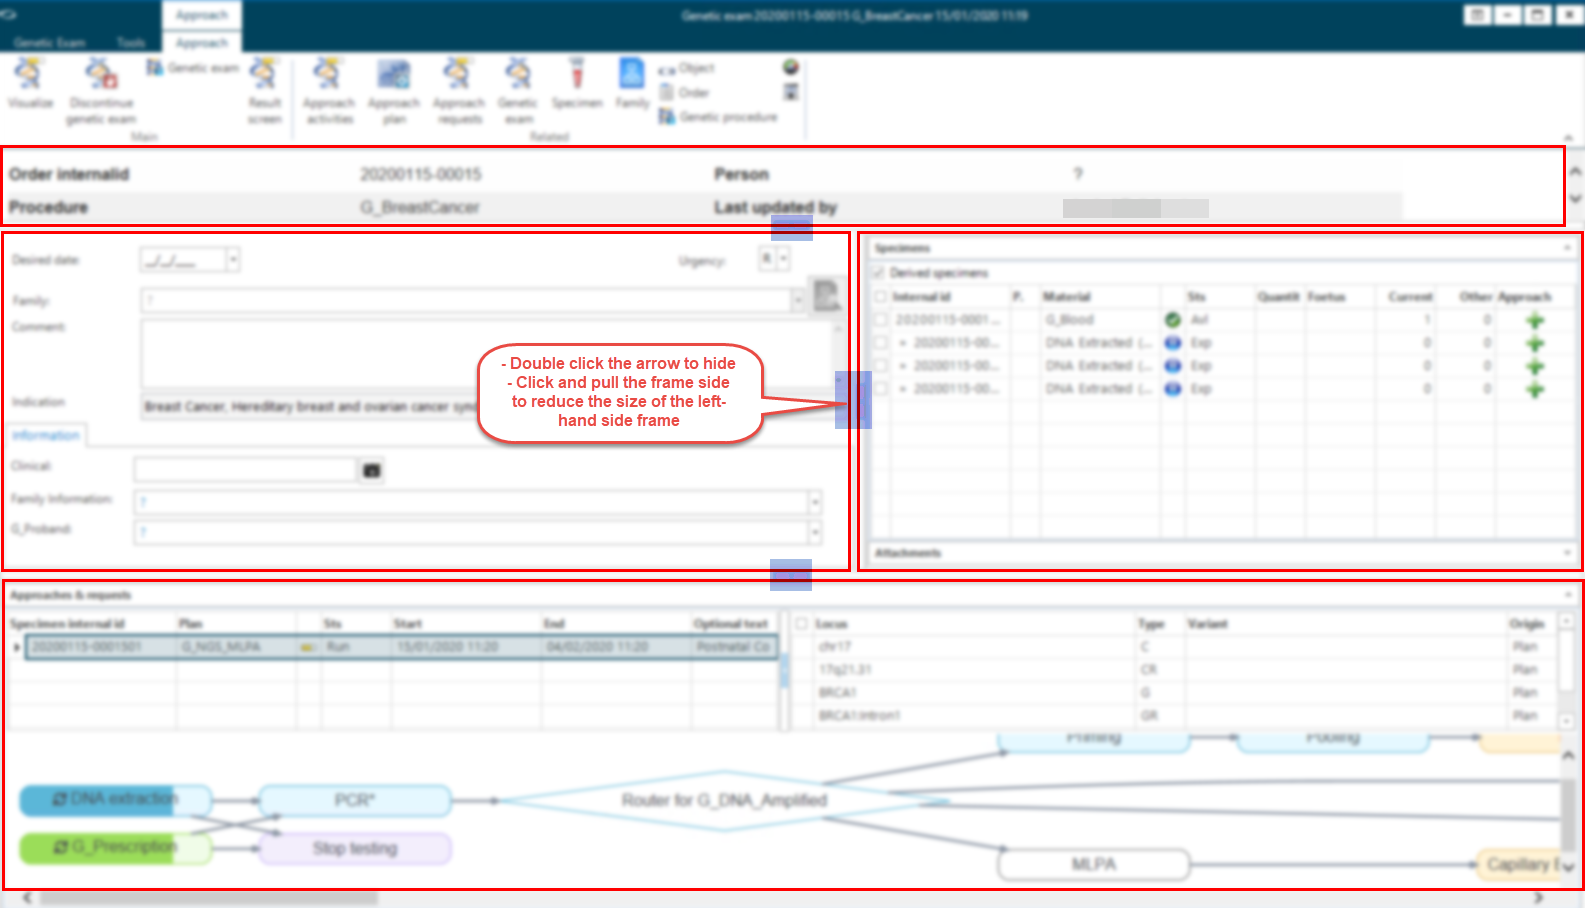 Approach
Genetic exam 20200115-00015 G_BreastCancer 15/01/2020 11:19
Genetic Exam Tools Approach
Visualize Discontinue genetic exam Genetic exam Result screen Approach activities Approach plan Approach requests Genetic exam Specimen Family Object
Order
Genetic procedure
Main Related
Order internalid 20200115-00015 Person ?
Procedure G_BreastCancer Last updated by
Desired date: __/__/____ Urgency: R
Family: ?
Comment:
Indication Breast Cancer, Hereditary breast and ovarian cancer
Information
Clinical:
Family Information: ?
G_Proband: ?
- Double click the arrow to hide
- Click and pull the frame side
to reduce the size of the left-
hand side frame
Specimens
Derived specimens
Internal id P. Material Sts Quantit Foetus Current Other Approach
20200115-0001... G_Blood Avl 1 0
20200115-00... DNA Extracted (... Exp 0 0
20200115-00... DNA Extracted (... Exp 0 0
20200115-00... DNA Extracted (... Exp 0 0
Attachments
Approaches & requests
Specimen internal id Plan Sts Start End Optional text
20200115-0001501 G_NGS_MLPA Run 15/01/2020 11:20 04/02/2020 11:20 Postnatal Co
Locus Type Variant Origin
chr17 C Plan
17q21.31 CR Plan
BRCA1 G Plan
BRCA1:intron1 GR Plan
Pooling
DNA extraction PCR* Router for G_DNA_Amplified
G_Prescription Stop testing
MLPA Capillary E